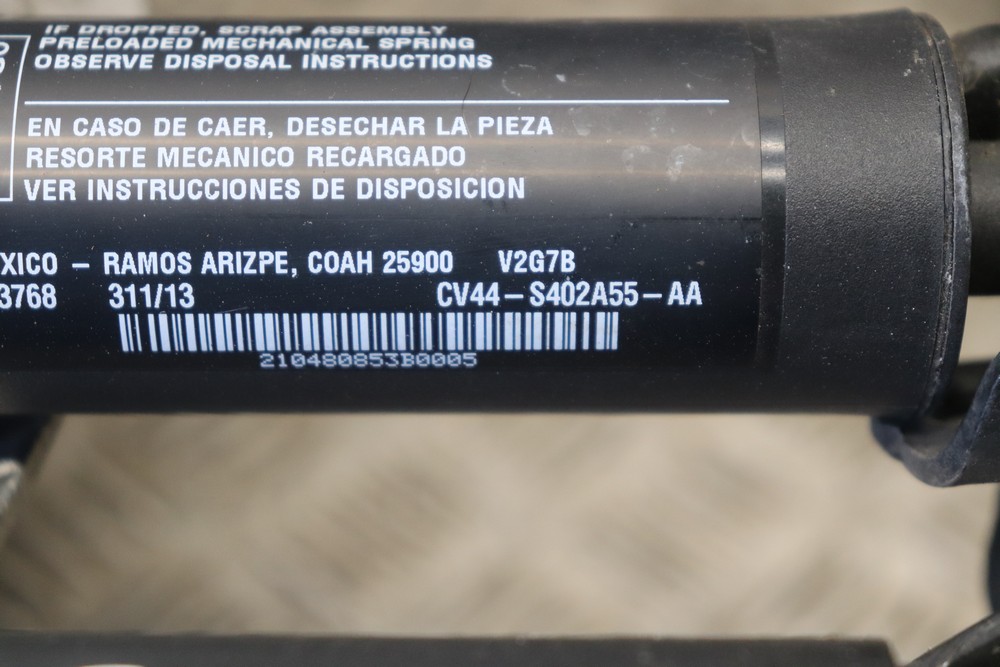 IF DROPPED, SCRAP ASSEMBLY
PRELOADED MECHANICAL SPRING
OBSERVE DISPOSAL INSTRUCTIONS
EN CASO DE CAER, DESECHAR LA PIEZA
RESORTE MECANICO RECARGADO
VER INSTRUCCIONES DE DISPOSICION
XICO – RAMOS ARIZPE, COAH 25900 V2G7B
3768 311/13 CV44–S402A55–AA
210480853B0005